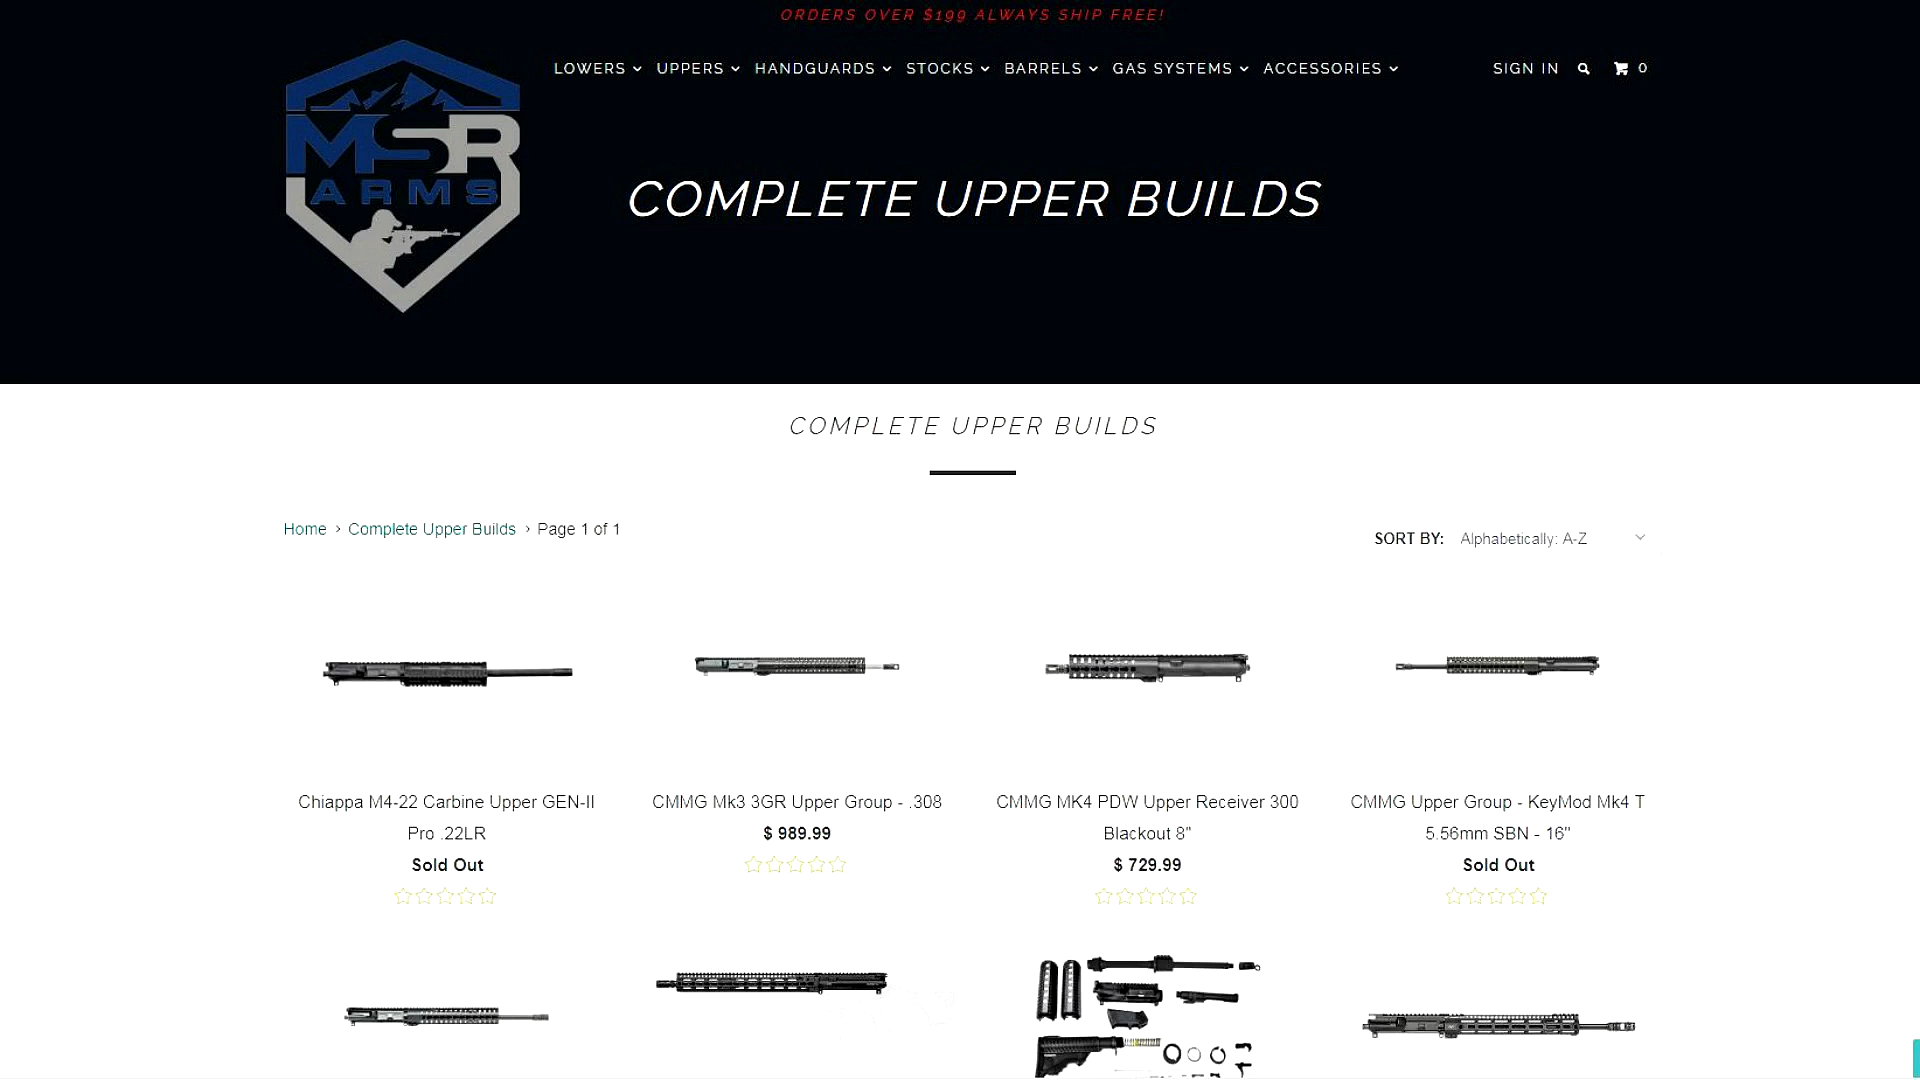 ORDERS OVER $199 ALWAYS SHIP FREE!
LOWERS UPPERS HANDGUARDS STOCKS BARRELS GAS SYSTEMS ACCESSORIES SIGN IN 0
MSR
ARMS
COMPLETE UPPER BUILDS
COMPLETE UPPER BUILDS
Home › Complete Upper Builds › Page 1 of 1
SORT BY: Alphabetically: A-Z
Chiappa M4-22 Carbine Upper GEN-II
Pro .22LR
Sold Out
CMMG Mk3 3GR Upper Group - .308
$ 989.99
CMMG MK4 PDW Upper Receiver 300
Blackout 8"
$ 729.99
CMMG Upper Group - KeyMod Mk4 T
5.56mm SBN - 16"
Sold Out